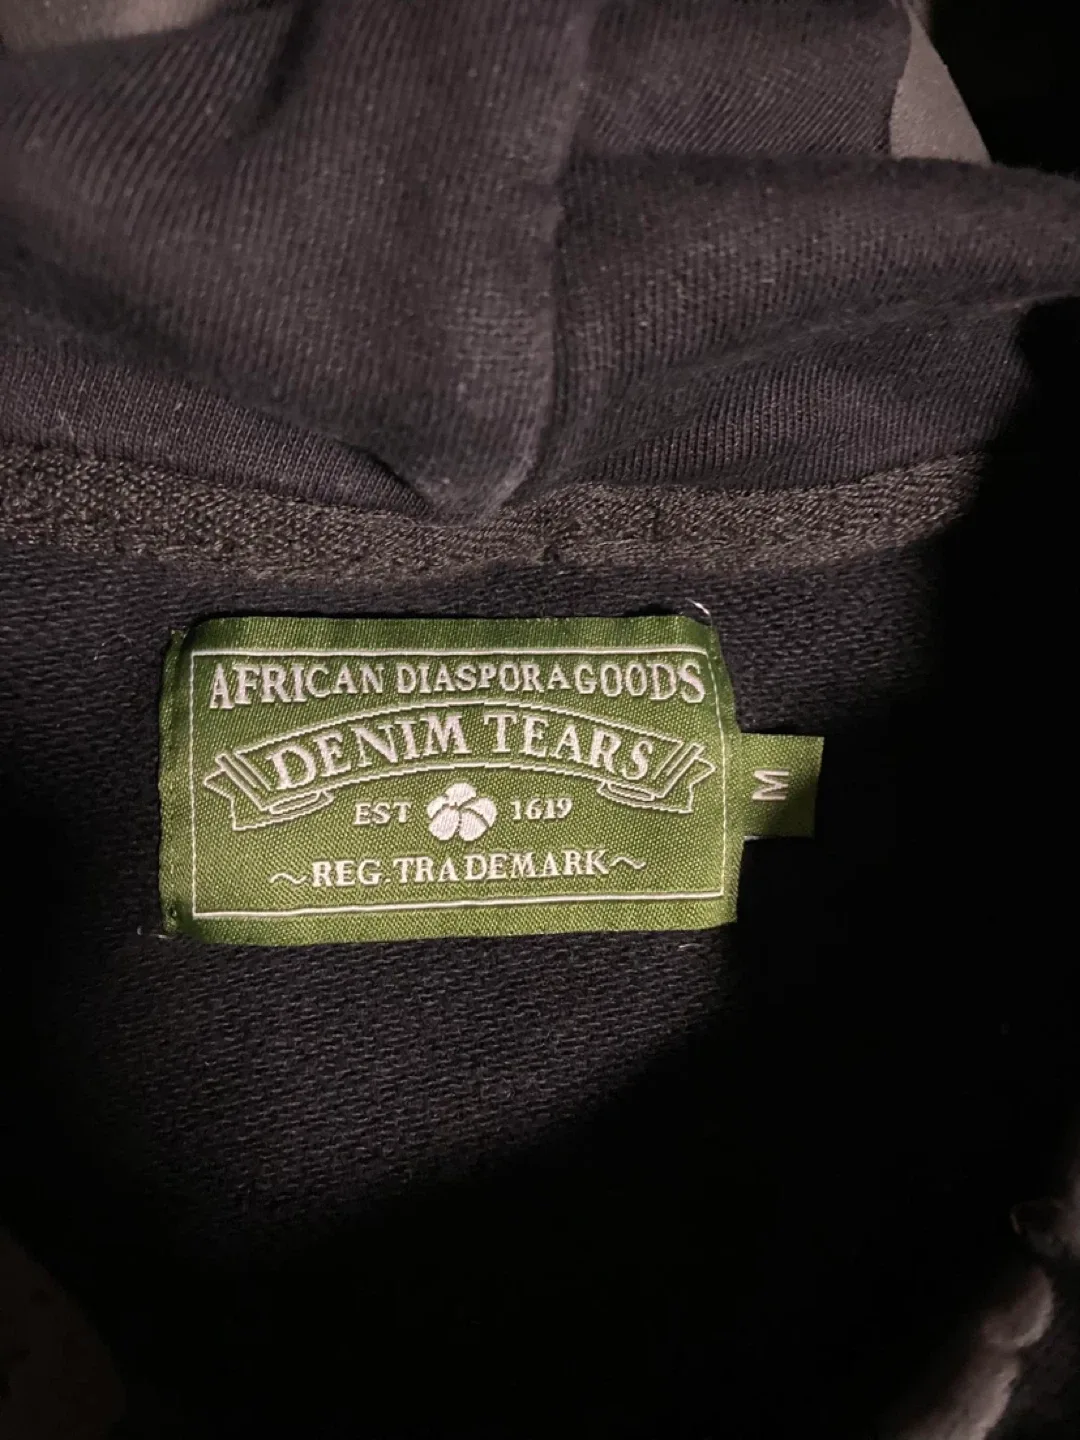 AFRICAN DIASPORA GOODS
DENIM TEARS
EST 1619
REG. TRADEMARK
M